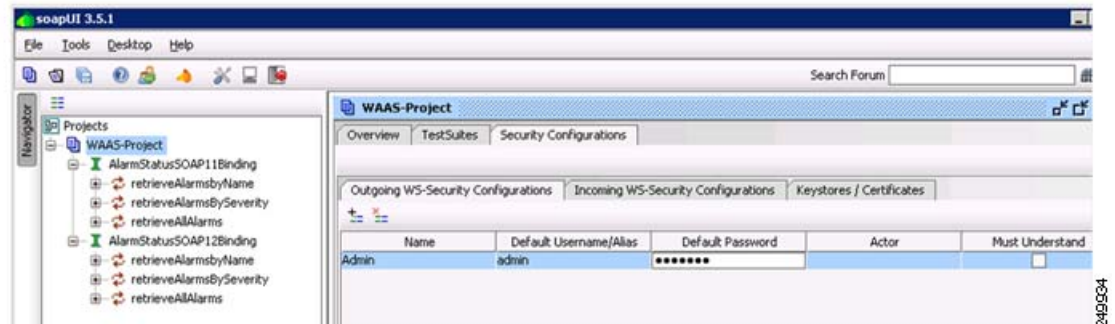 soapUI 3.5.1
File Tools Desktop Help
Search Forum
Navigator
Projects
WAAS-Project
AlarmStatusSOAP11Binding
retrieveAlarmsbyName
retrieveAlarmsBySeverity
retrieveAllAlarms
AlarmStatusSOAP12Binding
retrieveAlarmsbyName
retrieveAlarmsBySeverity
retrieveAllAlarms
WAAS-Project
Overview TestSuites Security Configurations
Outgoing WS-Security Configurations Incoming WS-Security Configurations Keystores / Certificates
Name Default Username/Alias Default Password Actor Must Understand
Admin admin •••••••
249934